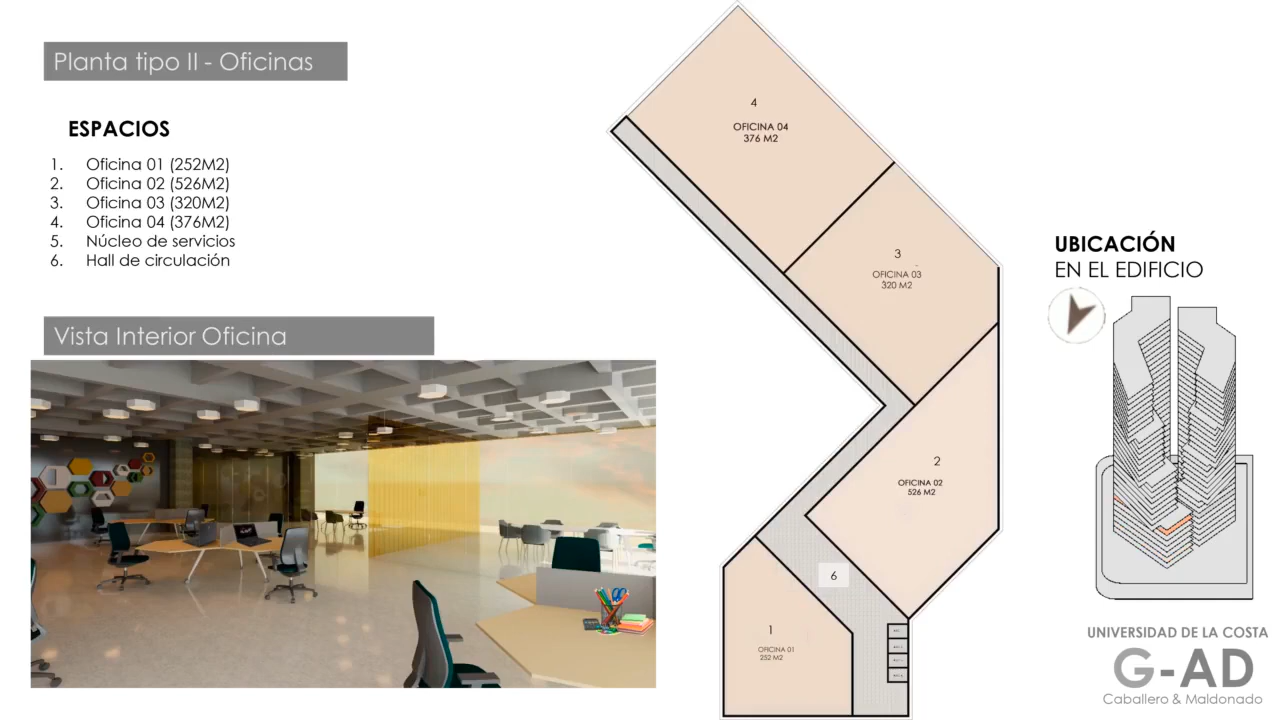 Planta tipo II - Oficinas
ESPACIOS
1. Oficina 01 (252M2)
2. Oficina 02 (526M2)
3. Oficina 03 (320M2)
4. Oficina 04 (376M2)
5. Núcleo de servicios
6. Hall de circulación
Vista Interior Oficina
4
OFICINA 04
376 M2
3
OFICINA 03
320 M2
2
OFICINA 02
526 M2
6
1
OFICINA 01
252 M2
UBICACIÓN
EN EL EDIFICIO
UNIVERSIDAD DE LA COSTA
G-AD
Caballero & Maldonado